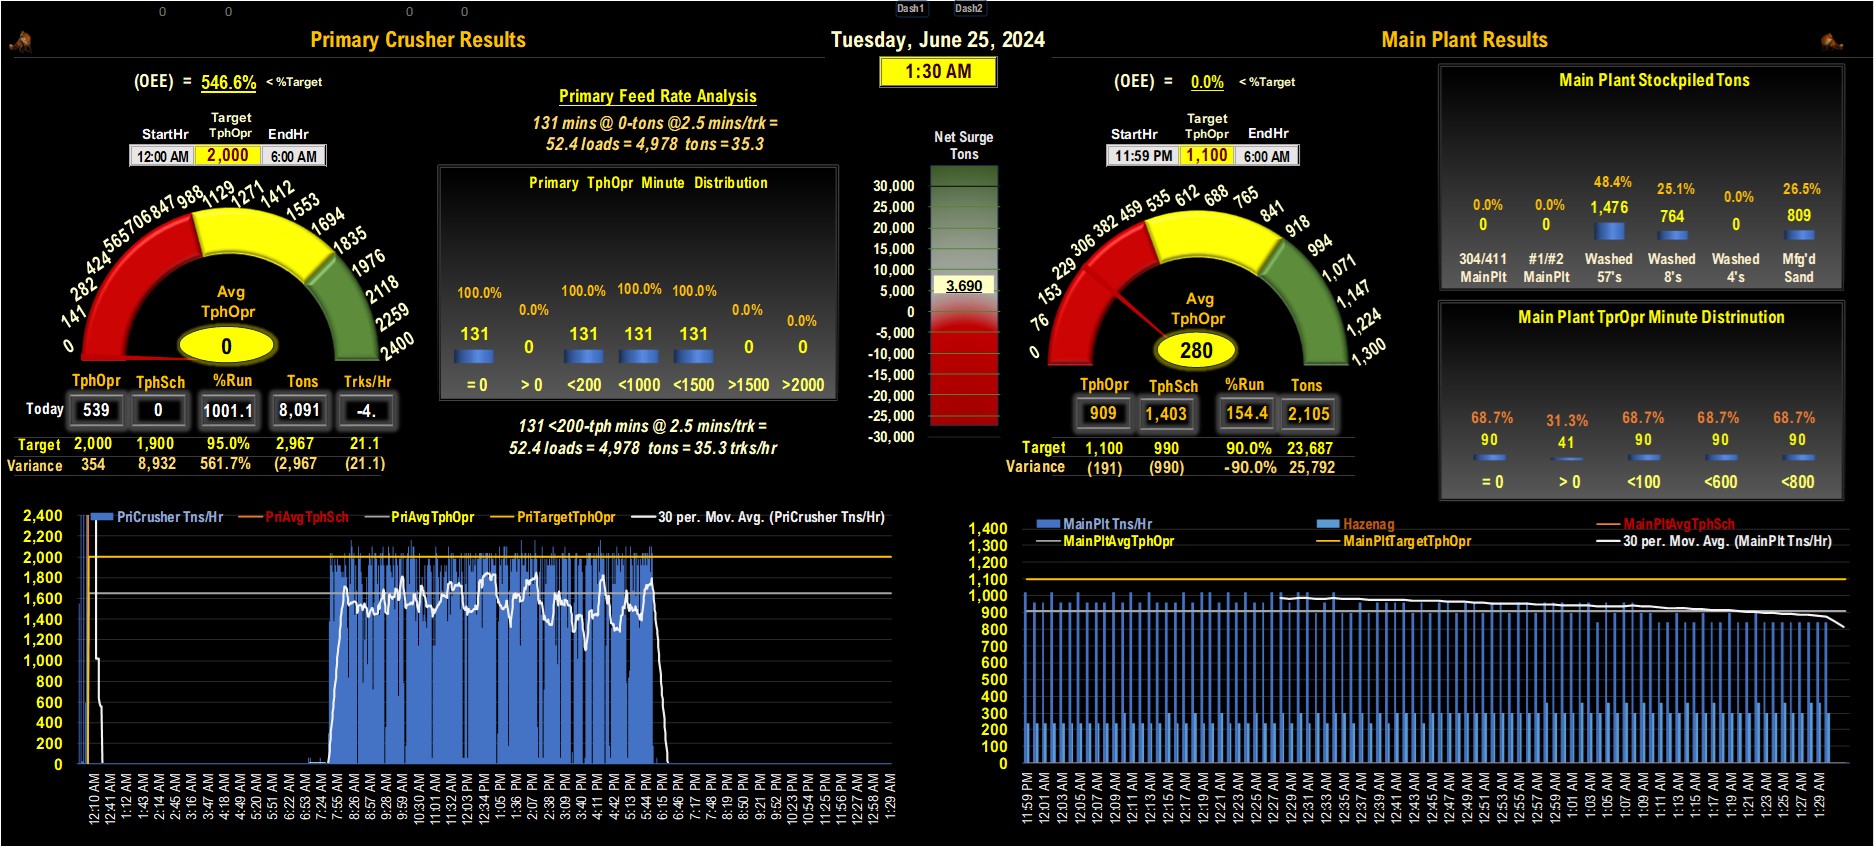 0 0 0 0 Dash1 Dash2
Primary Crusher Results
Tuesday, June 25, 2024
Main Plant Results
1:30 AM
(OEE) = 546.6% < %Target
Target
StartHr TphOpr EndHr
12:00 AM 2,000 6:00 AM
0 141 282 424 565 706 847 988 1129 1271 1412 1553 1694 1835 1976 2118 2259 2400
Avg
TphOpr
0
TphOpr TphSch %Run Tons Trks/Hr
Today 539 0 1001.1 8,091 -4.
Target 2,000 1,900 95.0% 2,967 21.1
Variance 354 8,932 561.7% (2,967 (21.1)
Primary Feed Rate Analysis
131 mins @ 0-tons @2.5 mins/trk =
52.4 loads = 4,978 tons = 35.3
Primary TphOpr Minute Distribution
100.0% 0.0% 100.0% 100.0% 100.0% 0.0% 0.0%
131 0 131 131 131 0 0
= 0 > 0 <200 <1000 <1500 >1500 >2000
131 <200-tph mins @ 2.5 mins/trk =
52.4 loads = 4,978 tons = 35.3 trks/hr
Net Surge
Tons
30,000
25,000
20,000
15,000
10,000
3,690
5,000
0
-5,000
-10,000
-15,000
-20,000
-25,000
-30,000
(OEE) = 0.0% < %Target
Target
StartHr TphOpr EndHr
11:59 PM 1,100 6:00 AM
0 76 153 229 306 382 459 535 612 688 765 841 918 994 1,071 1,147 1,224 1,300
Avg
TphOpr
280
TphOpr TphSch %Run Tons
909 1,403 154.4 2,105
Target 1,100 990 90.0% 23,687
Variance (191) (990) -90.0% 25,792
Main Plant Stockpiled Tons
0.0% 0.0% 48.4% 25.1% 0.0% 26.5%
0 0 1,476 764 0 809
304/411 #1/#2 Washed Washed Washed Mfg'd
MainPlt MainPlt 57's 8's 4's Sand
Main Plant TprOpr Minute Distrinution
68.7% 31.3% 68.7% 68.7% 68.7%
90 41 90 90 90
= 0 > 0 <100 <600 <800
PriCrusher Tns/Hr PriAvgTphSch PriAvgTphOpr PriTargetTphOpr 30 per. Mov. Avg. (PriCrusher Tns/Hr)
2,400
2,200
2,000
1,800
1,600
1,400
1,200
1,000
800
600
400
200
0
12:10 AM 12:41 AM 1:12 AM 1:43 AM 2:14 AM 2:45 AM 3:16 AM 3:47 AM 4:18 AM 4:49 AM 5:20 AM 5:51 AM 6:22 AM 6:53 AM 7:24 AM 7:55 AM 8:26 AM 8:57 AM 9:28 AM 9:59 AM 10:30 AM 11:01 AM 11:32 AM 12:03 PM 12:34 PM 1:05 PM 1:36 PM 2:07 PM 2:38 PM 3:09 PM 3:40 PM 4:11 PM 4:42 PM 5:13 PM 5:44 PM 6:15 PM 6:46 PM 7:17 PM 7:48 PM 8:19 PM 8:50 PM 9:21 PM 9:52 PM 10:23 PM 10:54 PM 11:25 PM 11:56 PM 12:27 AM 12:58 AM 1:29 AM
MainPlt Tns/Hr Hazenag MainPltAvgTphSch
MainPltAvgTphOpr MainPltTargetTphOpr 30 per. Mov. Avg. (MainPlt Tns/Hr)
1,400
1,300
1,200
1,100
1,000
900
800
700
600
500
400
300
200
100
0
11:59 PM 12:01 AM 12:03 AM 12:05 AM 12:07 AM 12:09 AM 12:11 AM 12:13 AM 12:15 AM 12:17 AM 12:19 AM 12:21 AM 12:23 AM 12:25 AM 12:27 AM 12:29 AM 12:31 AM 12:33 AM 12:35 AM 12:37 AM 12:39 AM 12:41 AM 12:43 AM 12:45 AM 12:47 AM 12:49 AM 12:51 AM 12:53 AM 12:55 AM 12:57 AM 12:59 AM 1:01 AM 1:03 AM 1:05 AM 1:07 AM 1:09 AM 1:11 AM 1:13 AM 1:15 AM 1:17 AM 1:19 AM 1:21 AM 1:23 AM 1:25 AM 1:27 AM 1:29 AM